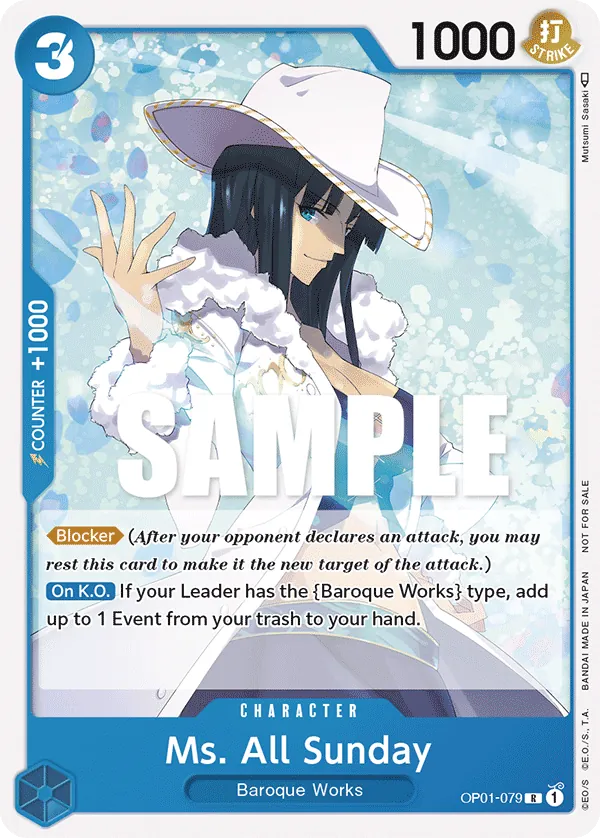 3
1000
打
STRIKE
Mutsumi Sasaki
COUNTER +1000
SAMPLE
Blocker (After your opponent declares an attack, you may
rest this card to make it the new target of the attack.)
On K.O. If your Leader has the {Baroque Works} type, add
up to 1 Event from your trash to your hand.
CHARACTER
Ms. All Sunday
Baroque Works
OP01-079 R 1
©EO/S ©E.O./S., T.A. BANDAI MADE IN JAPAN NOT FOR SALE